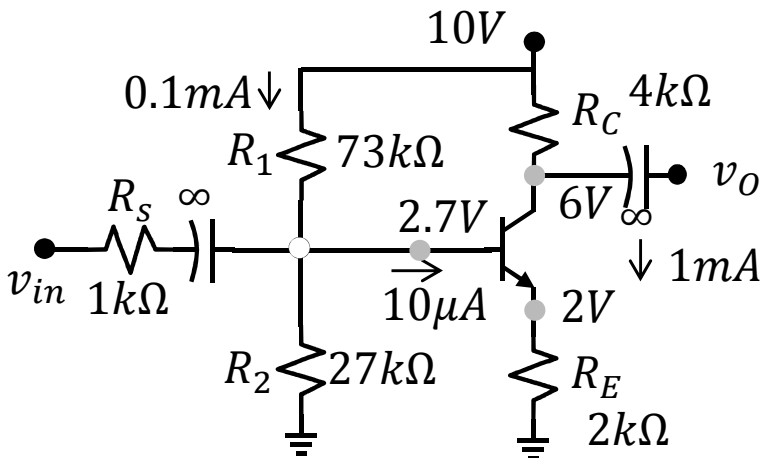 10V
0.1mA
R_C 4kΩ
R_1 73kΩ
R_s ∞
2.7V
6V
v_O
∞
v_in
1kΩ
10μA
1mA
2V
R_2 27kΩ
R_E
2kΩ